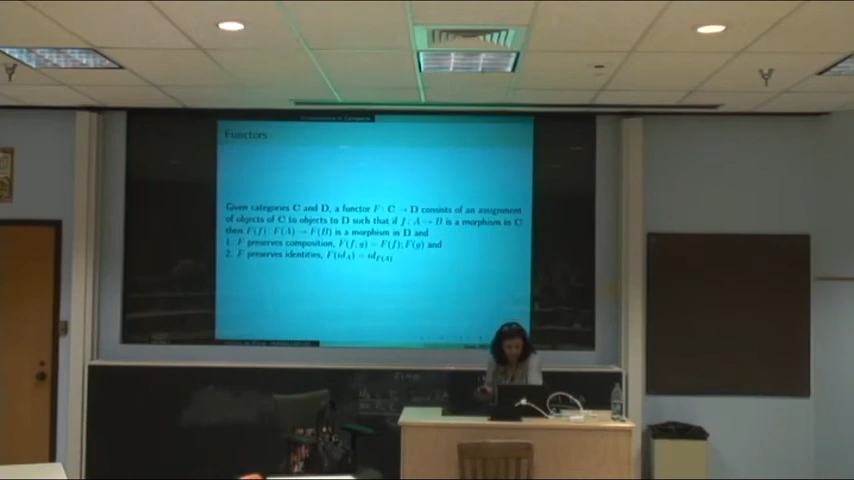 Functors
Given categories C and D, a functor F : C → D consists of an assignment
of objects of C to objects to D such that if f : A → B is a morphism in C
then F(f) : F(A) → F(B) is a morphism in D and
1. F preserves composition, F(f; g) = F(f); F(g) and
2. F preserves identities, F(id_A) = id_F(A)